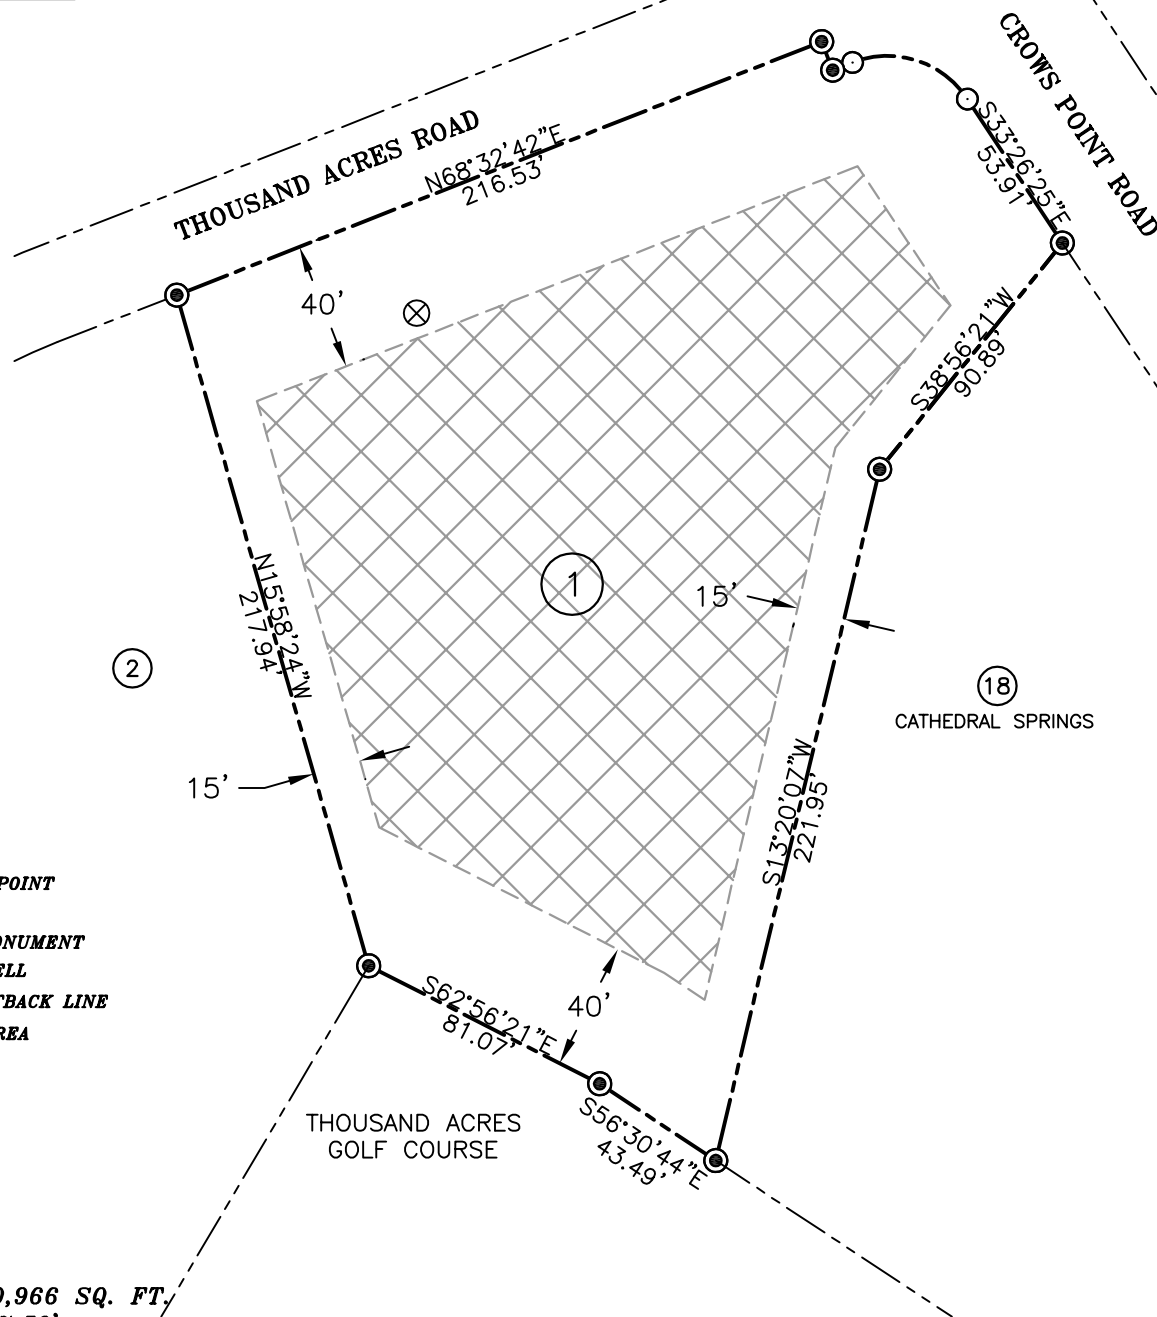 CROWS POINT ROAD
THOUSAND ACRES ROAD
N68°32'42"E
216.53'
S33°26'25"E
53.91'
40'
S38°56'21"W
90.89'
N15°58'24"W
217.94'
1
15'
2
18
CATHEDRAL SPRINGS
15'
S13°20'07"W
221.95'
POINT
ONUMENT
ELL
TBACK LINE
REA
S62°56'21"E
81.07'
40'
THOUSAND ACRES
GOLF COURSE
S56°30'44"E
43.49'
0,966 SQ. FT.